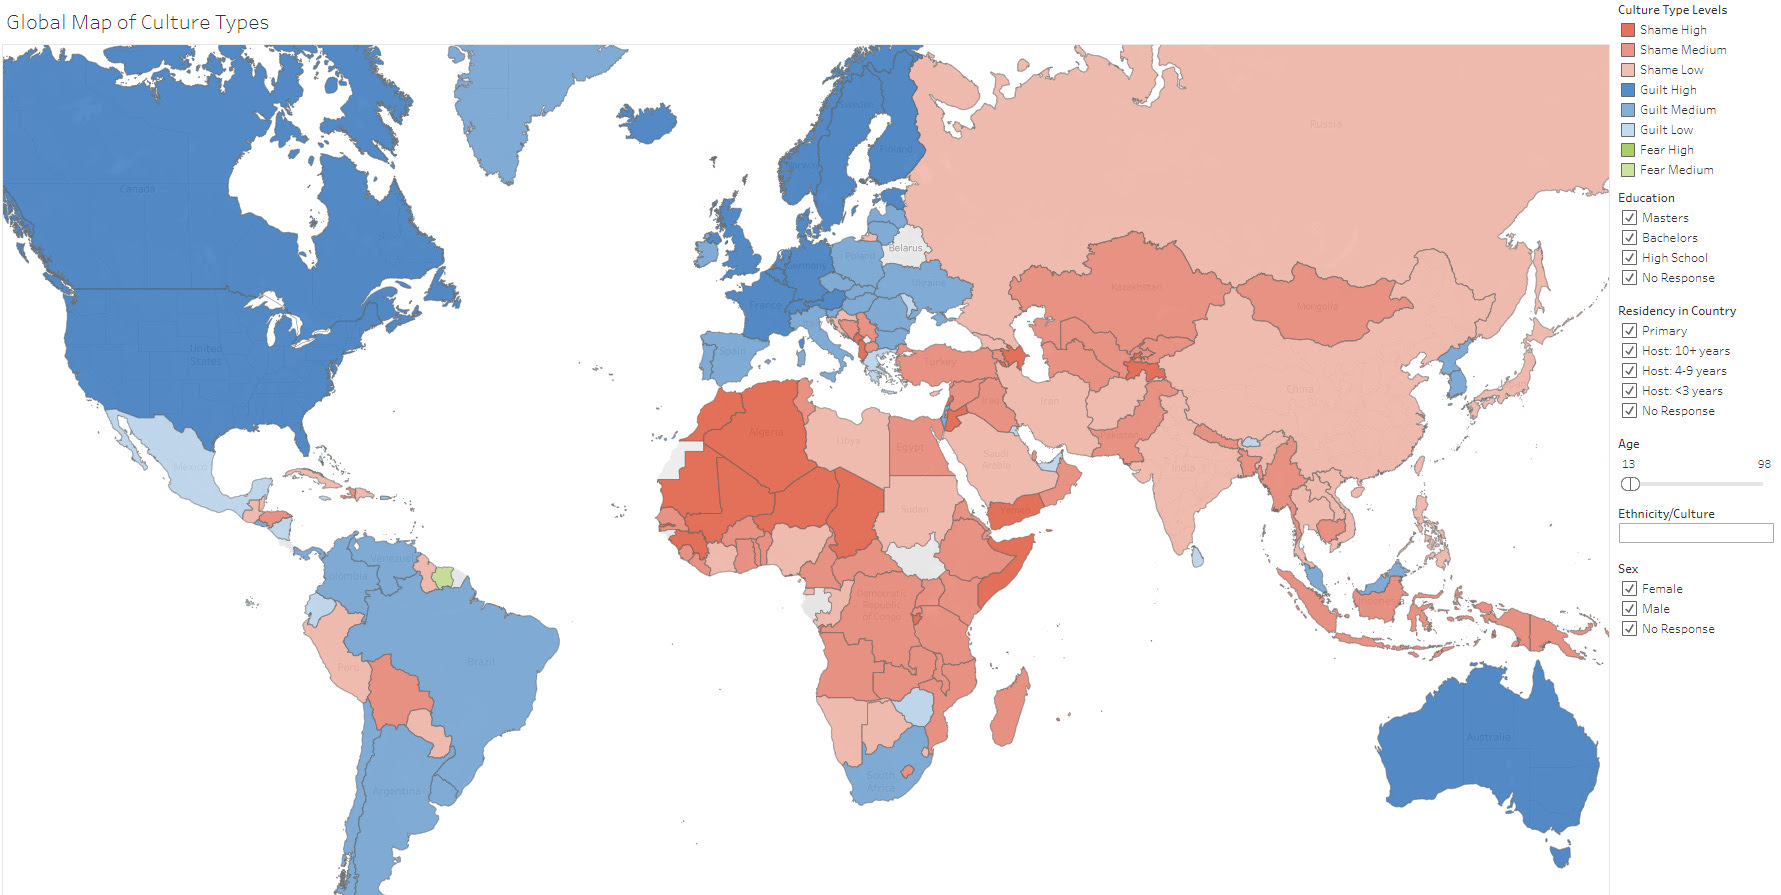 Global Map of Culture Types
Canada
United
States
Mexico
Venezuel
Colombia
Peru
Brazil
Argentina
Sweden
Norway
Finland
Germany
Poland
Belarus
Ukraine
France
Spain
Turkey
Russia
Kazakhstan
Mongolia
China
Japan
Iraq
Iran
Pakistan
India
Saudi
Arabia
Yemen
Algeria
Libya
Egypt
Sudan
Democratic
Republic
of Congo
South
Africa
Indonesia
Australia
Culture Type Levels
Shame High
Shame Medium
Shame Low
Guilt High
Guilt Medium
Guilt Low
Fear High
Fear Medium
Education
Masters
Bachelors
High School
No Response
Residency in Country
Primary
Host: 10+ years
Host: 4-9 years
Host: <3 years
No Response
Age
13 98
Ethnicity/Culture
Sex
Female
Male
No Response